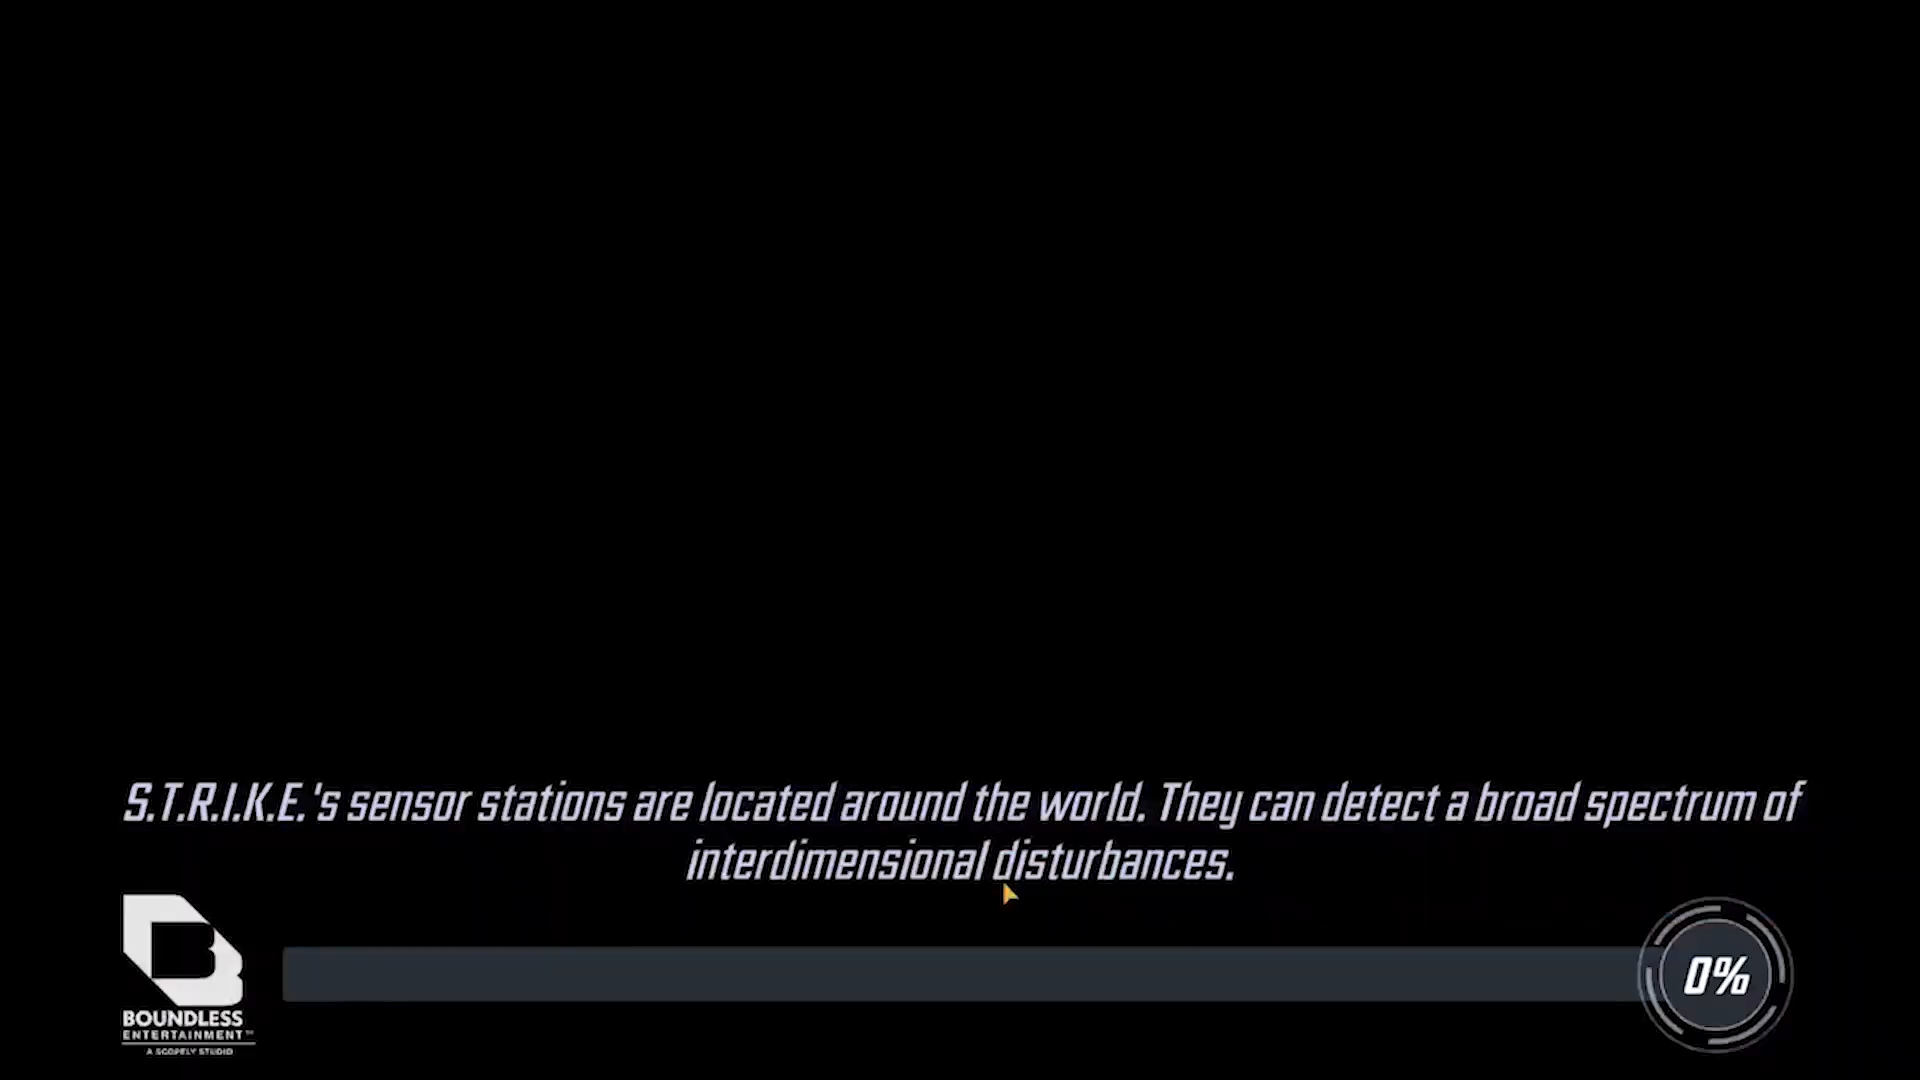 S.T.R.I.K.E.'s sensor stations are located around the world. They can detect a broad spectrum of
interdimensional disturbances.
0%
BOUNDLESS
ENTERTAINMENT™
A SCOPELY STUDIO